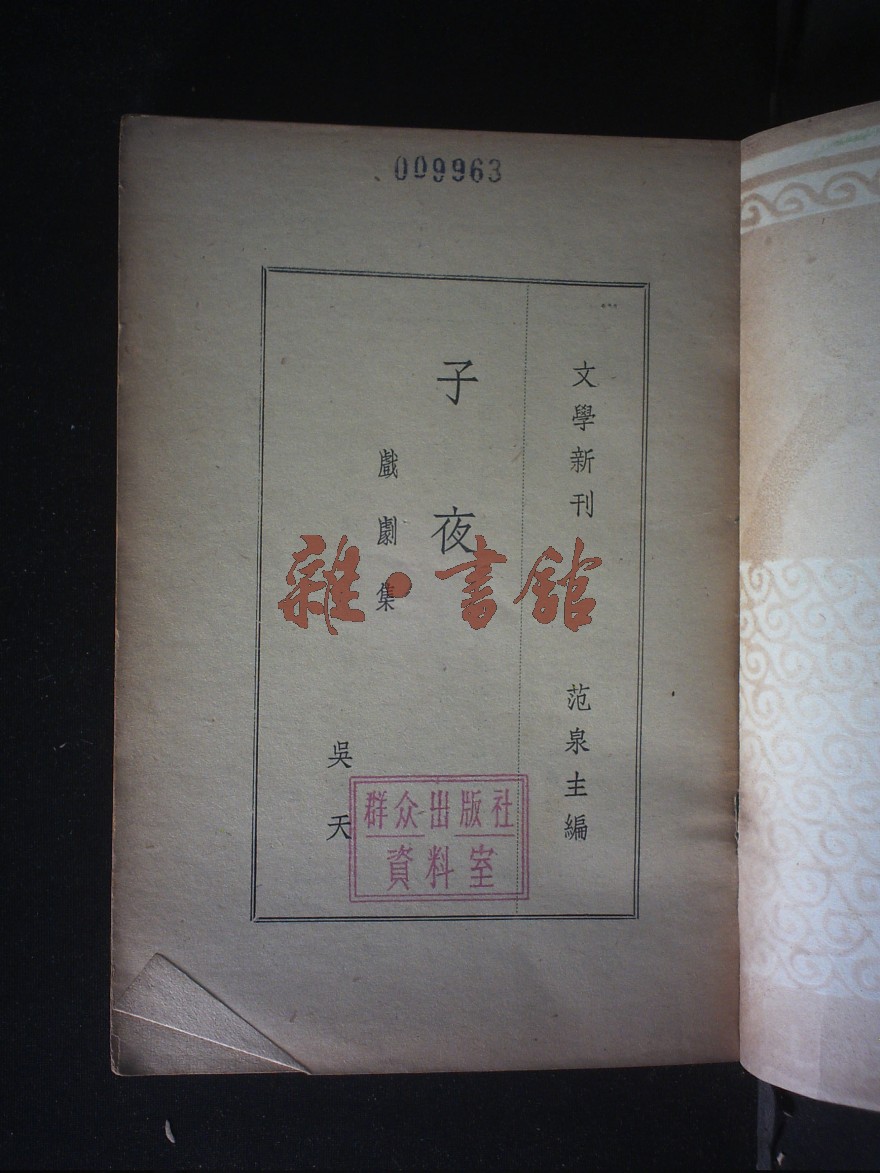 009963
文學新刊
范泉主編
子夜
戲劇集
吳天
雜·書館
群众出版社
資料室